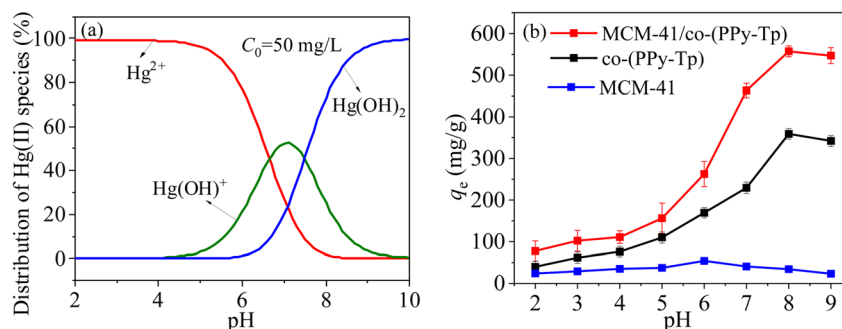 Distribution of Hg(II) species (%)
100
80
60
40
20
0
(a)
C₀=50 mg/L
Hg²⁺
Hg(OH)₂
Hg(OH)⁺
2
4
6
8
10
pH
qₑ (mg/g)
600
500
400
300
200
100
0
(b)
MCM-41/co-(PPy-Tp)
co-(PPy-Tp)
MCM-41
2
3
4
5
6
7
8
9
pH